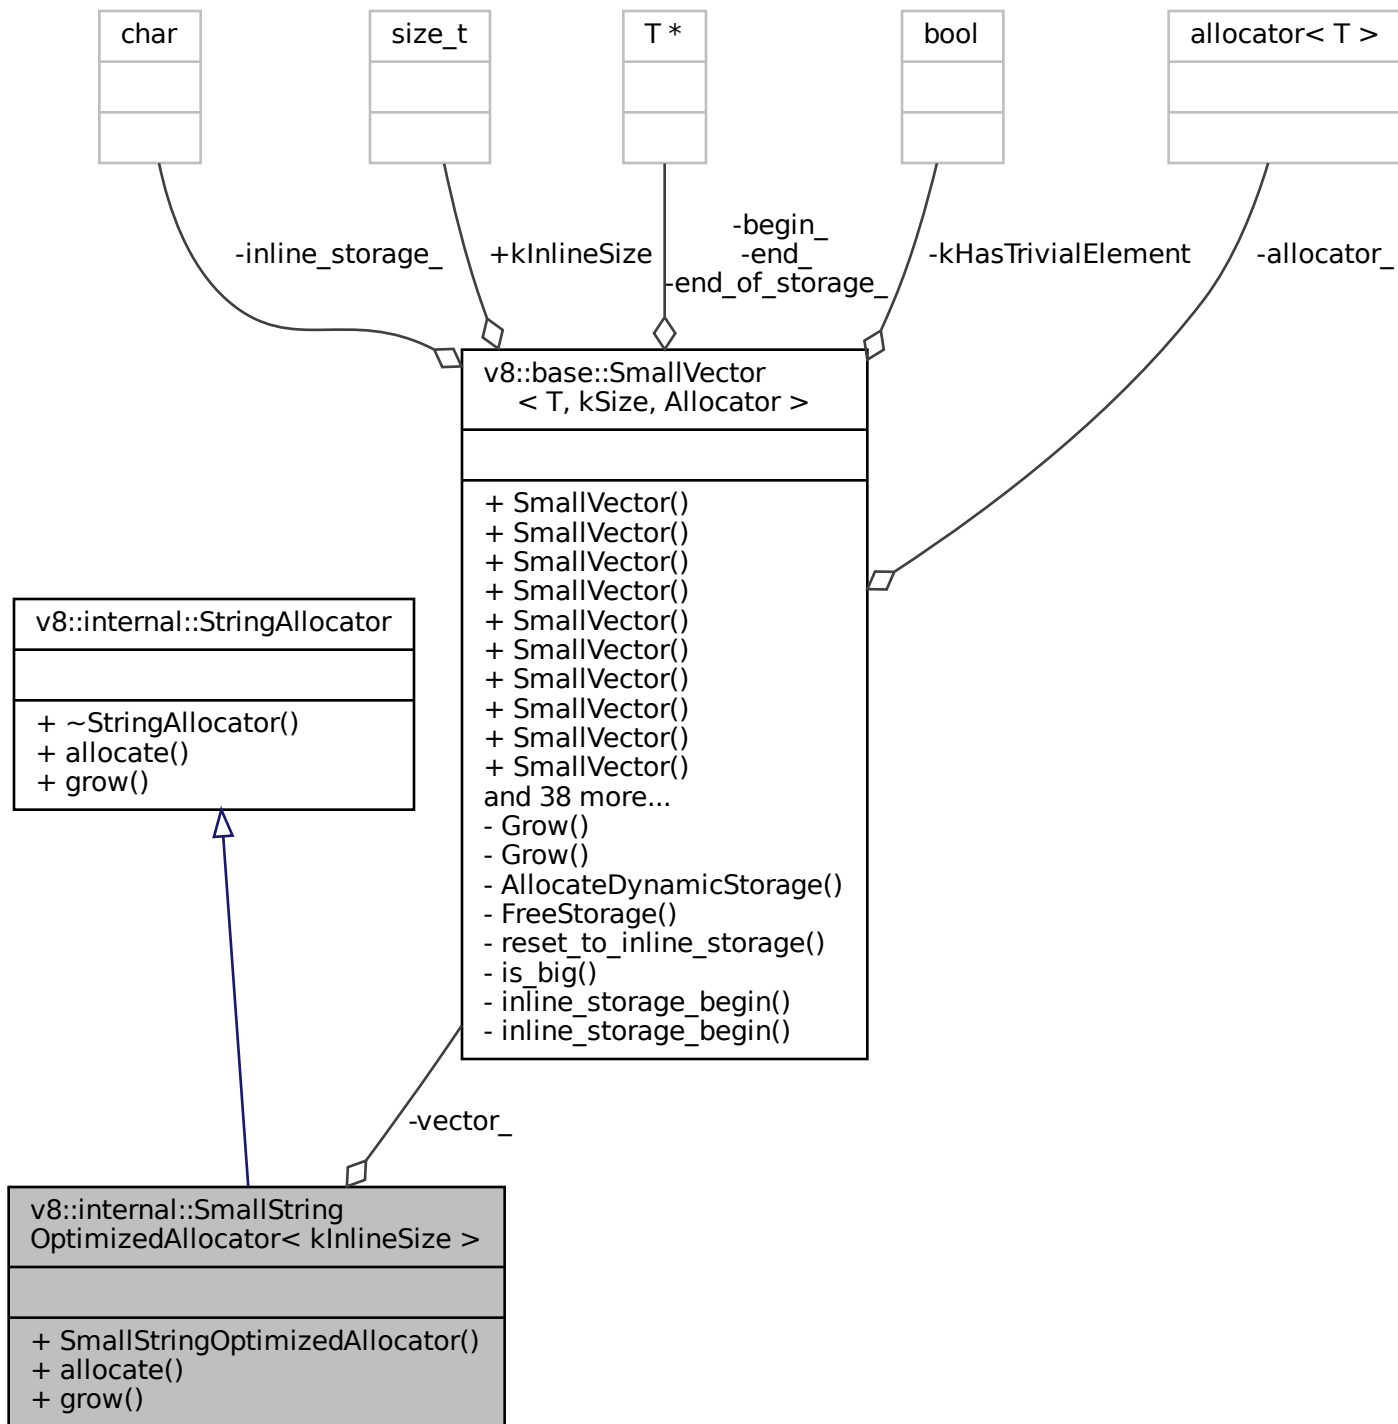 char
size_t
T *
bool
allocator< T >
-inline_storage_
+kInlineSize
-begin_
-end_
-end_of_storage_
-kHasTrivialElement
-allocator_
v8::base::SmallVector
< T, kSize, Allocator >
+ SmallVector()
+ SmallVector()
+ SmallVector()
+ SmallVector()
+ SmallVector()
+ SmallVector()
+ SmallVector()
+ SmallVector()
+ SmallVector()
+ SmallVector()
and 38 more...
- Grow()
- Grow()
- AllocateDynamicStorage()
- FreeStorage()
- reset_to_inline_storage()
- is_big()
- inline_storage_begin()
- inline_storage_begin()
v8::internal::StringAllocator
+ ~StringAllocator()
+ allocate()
+ grow()
-vector_
v8::internal::SmallString
OptimizedAllocator< kInlineSize >
+ SmallStringOptimizedAllocator()
+ allocate()
+ grow()